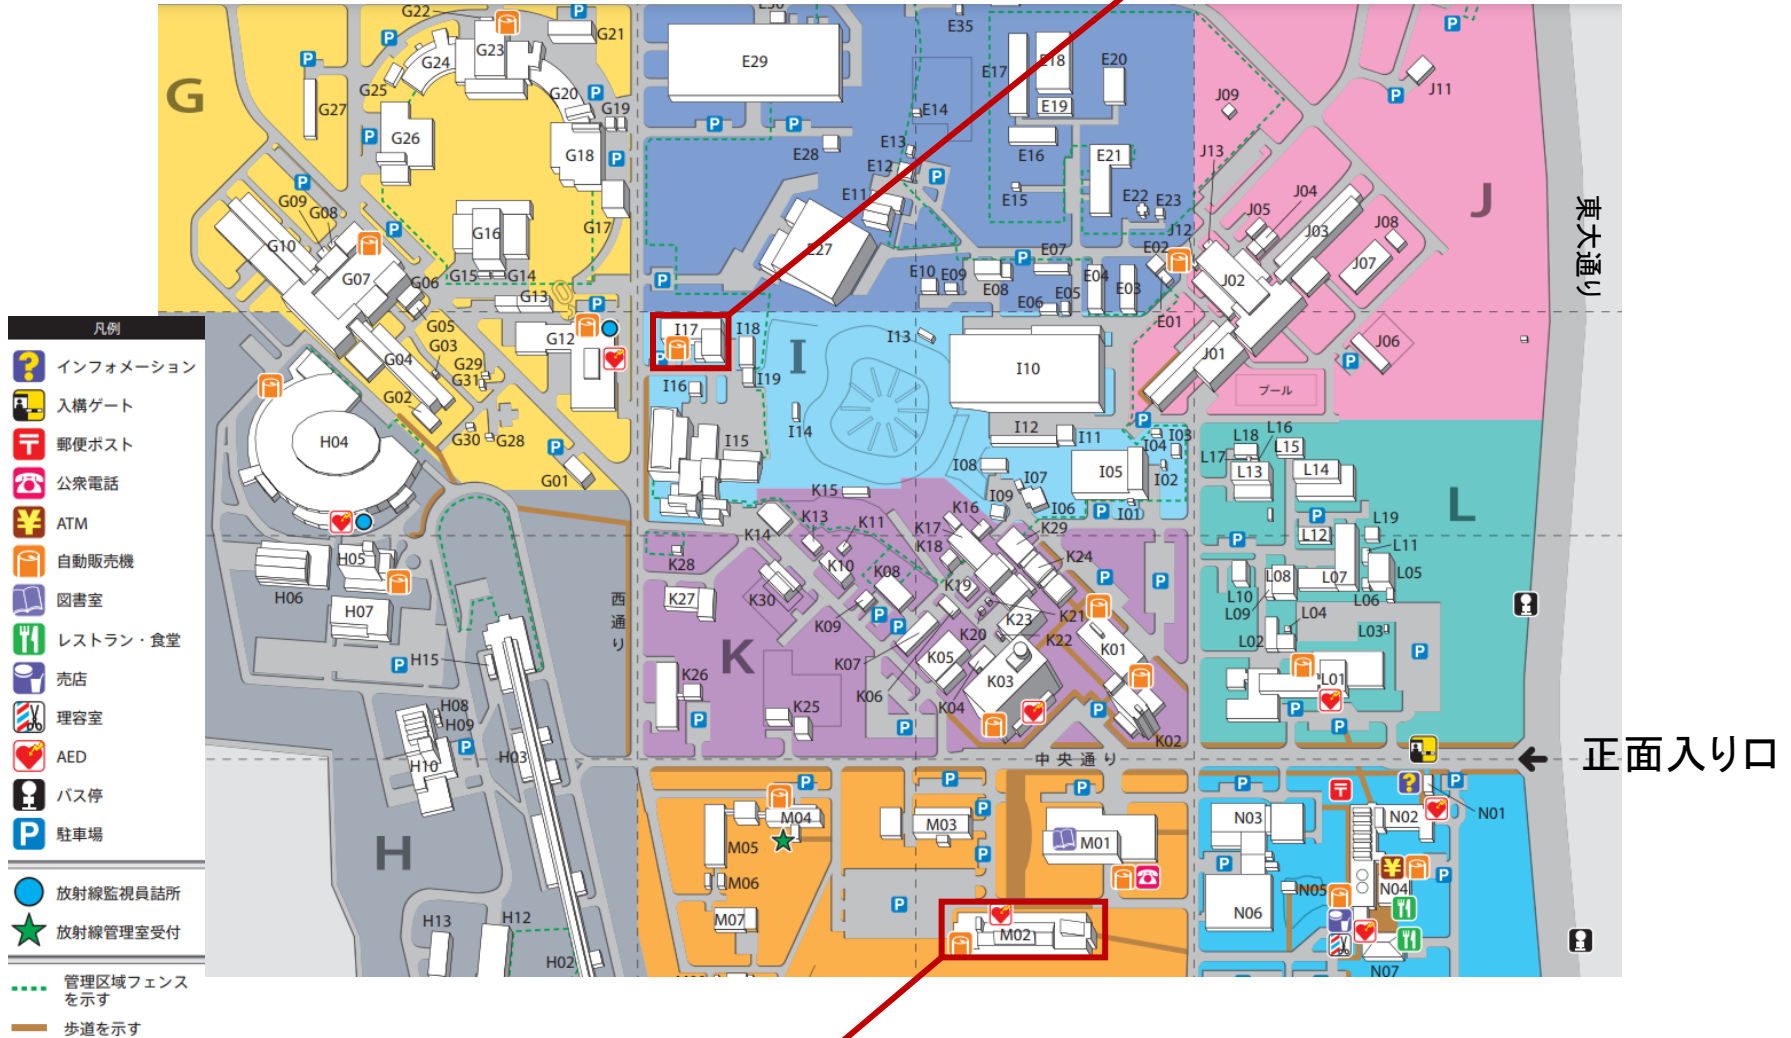 G22
G21
G23
G24
G25
G20
G27
G19
G26
G18
G09
G08
G10
G16
G17
G07
G15
G14
G06
G13
G05
G03
G12
G04
G29
G31
G02
G30
G28
G01
G
E35
E29
E17
E18
E20
E19
E14
E28
E13
E16
E12
E21
E11
E15
E22
E23
E27
E07
E02
E10
E09
E08
E04
E03
E06
E05
E01
J11
J09
J13
J04
J
J05
J03
J08
J12
J07
J02
J01
J06
プール
東大通り
I17
I18
I13
I
I10
I16
I19
I14
I12
I11
I03
I15
I04
I08
I05
I07
I02
I09
I06
I01
L16
L18
L15
L17
L13
L14
L
L19
L12
L11
L08
L07
L05
L10
L09
L06
L04
L02
L03
L01
K15
K16
K13
K11
K17
K29
K14
K18
K24
K28
K10
K08
K19
K27
K30
K21
K09
K20
K23
K22
K01
K07
K05
K
K26
K06
K03
K04
K25
K02
西通り
中央通り
正面入り口
H04
H05
H06
H07
H15
H08
H09
H03
H10
H
H13
H12
H02
M04
M03
M05
M01
M06
M07
M02
N01
N03
N02
N05
N04
N06
N07
凡例
インフォメーション
入構ゲート
郵便ポスト
公衆電話
ATM
自動販売機
図書室
レストラン・食堂
売店
理容室
AED
バス停
P 駐車場
放射線監視員詰所
放射線管理室受付
管理区域フェンス
を示す
歩道を示す